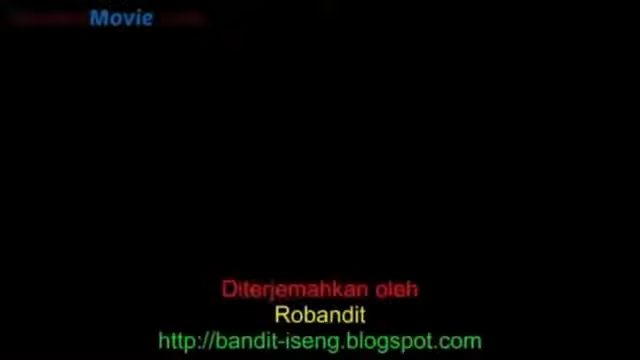 Movie
Diterjemahkan oleh
Robandit
http://bandit-iseng.blogspot.com